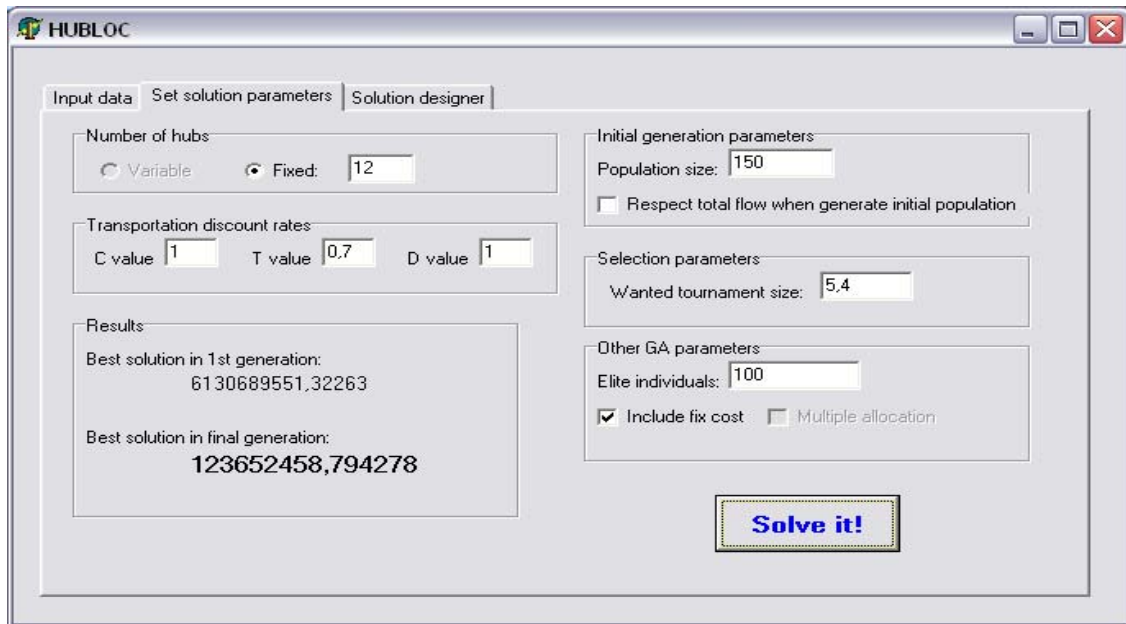 HUBLOC
Input data Set solution parameters Solution designer
Number of hubs
Variable Fixed: 12
Transportation discount rates
C value 1 T value 0,7 D value 1
Results
Best solution in 1st generation:
6130689551,32263
Best solution in final generation:
123652458,794278
Initial generation parameters
Population size: 150
Respect total flow when generate initial population
Selection parameters
Wanted tournament size: 5,4
Other GA parameters
Elite individuals: 100
Include fix cost Multiple allocation
Solve it!